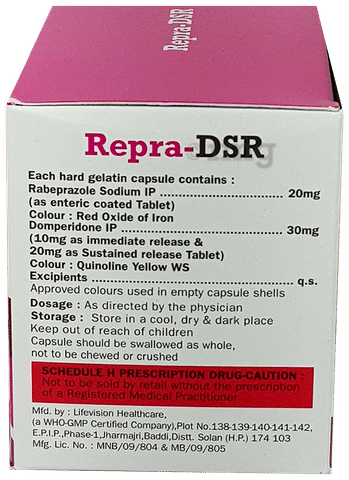 Repra-DSR
Repra-DSR
Each hard gelatin capsule contains :
Rabeprazole Sodium IP 20mg
(as enteric coated Tablet)
Colour : Red Oxide of Iron
Domperidone IP 30mg
(10mg as immediate release &
20mg as Sustained release Tablet)
Colour : Quinoline Yellow WS
Excipients q.s.
Approved colours used in empty capsule shells
Dosage : As directed by the physician
Storage : Store in a cool, dry & dark place
Keep out of reach of children
Capsule should be swallowed as whole,
not to be chewed or crushed
SCHEDULE H PRESCRIPTION DRUG-CAUTION :
Not to be sold by retail without the prescription
of a Registered Medical Practitioner
Mfd. by : Lifevision Healthcare,
(a WHO-GMP Certified Company),Plot No.138-139-140-141-142,
E.P.I.P.,Phase-1,Jharmajri,Baddi,Distt. Solan (H.P.) 174 103
Mfg. Lic. No. : MNB/09/804 & MB/09/805